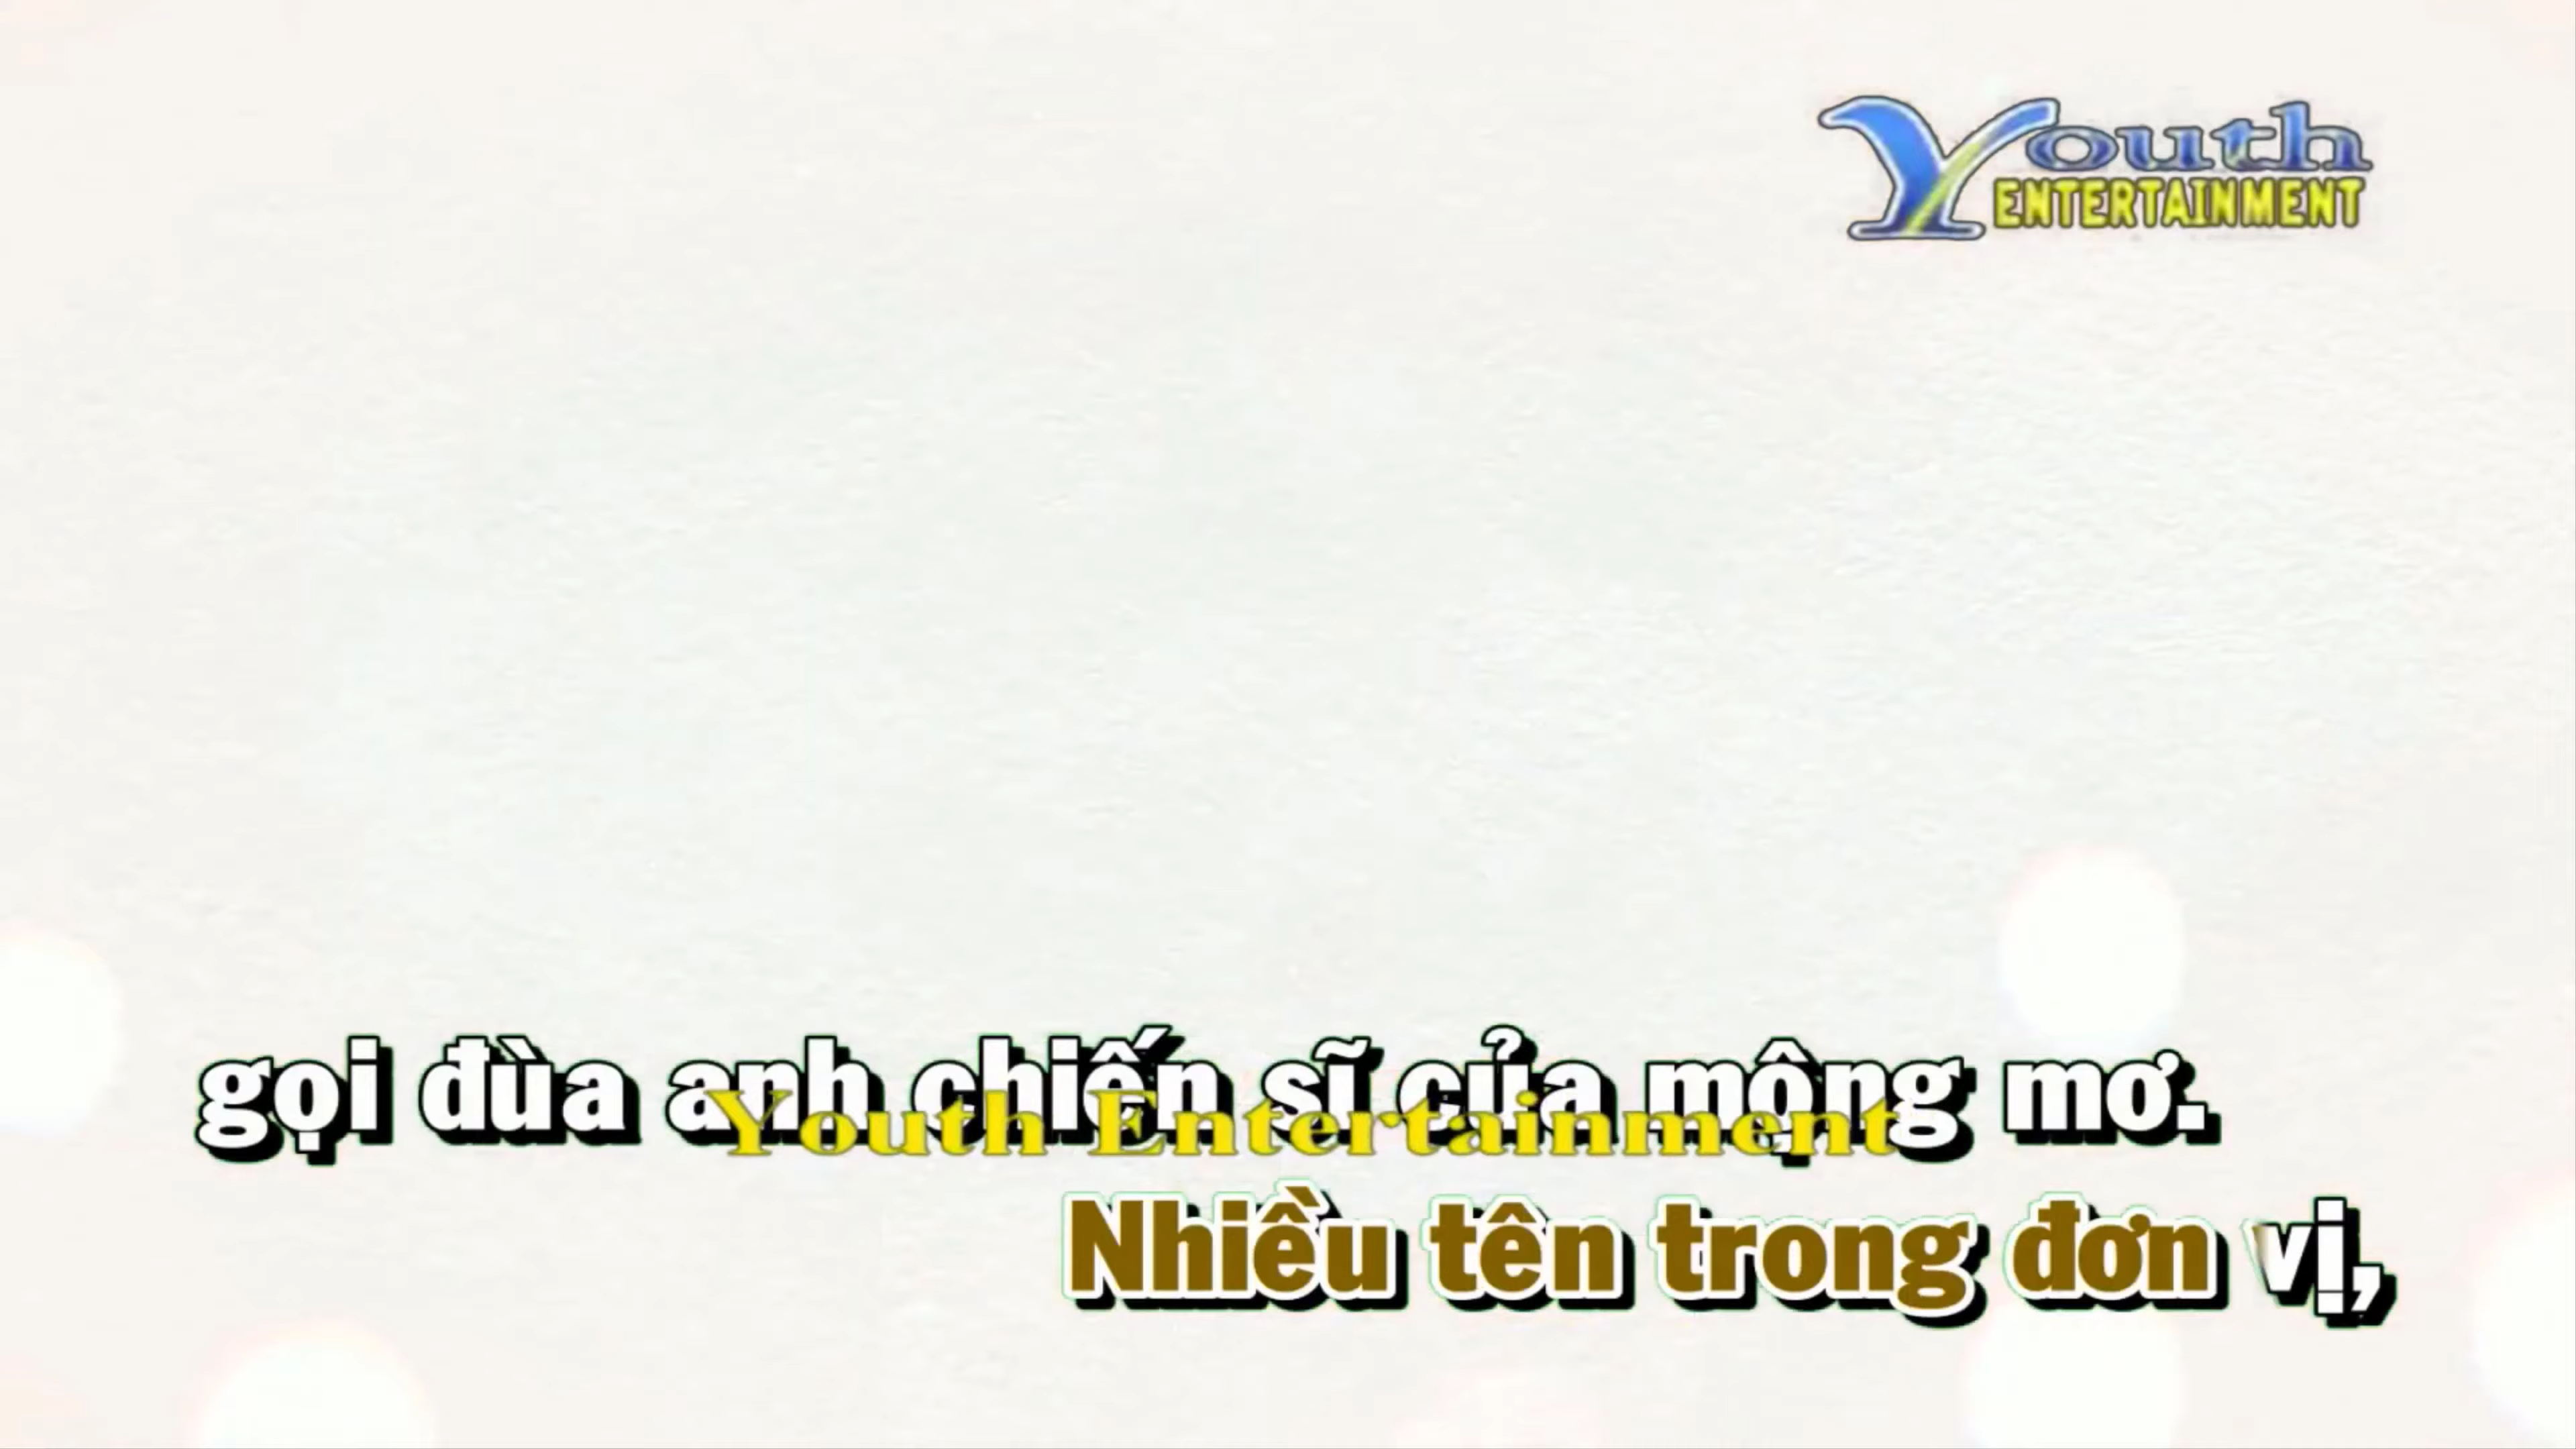 Youth
ENTERTAINMENT
gọi đùa anh chiến sĩ của mộng mơ.
Youth Entertainment
Nhiều tên trong đơn vị,